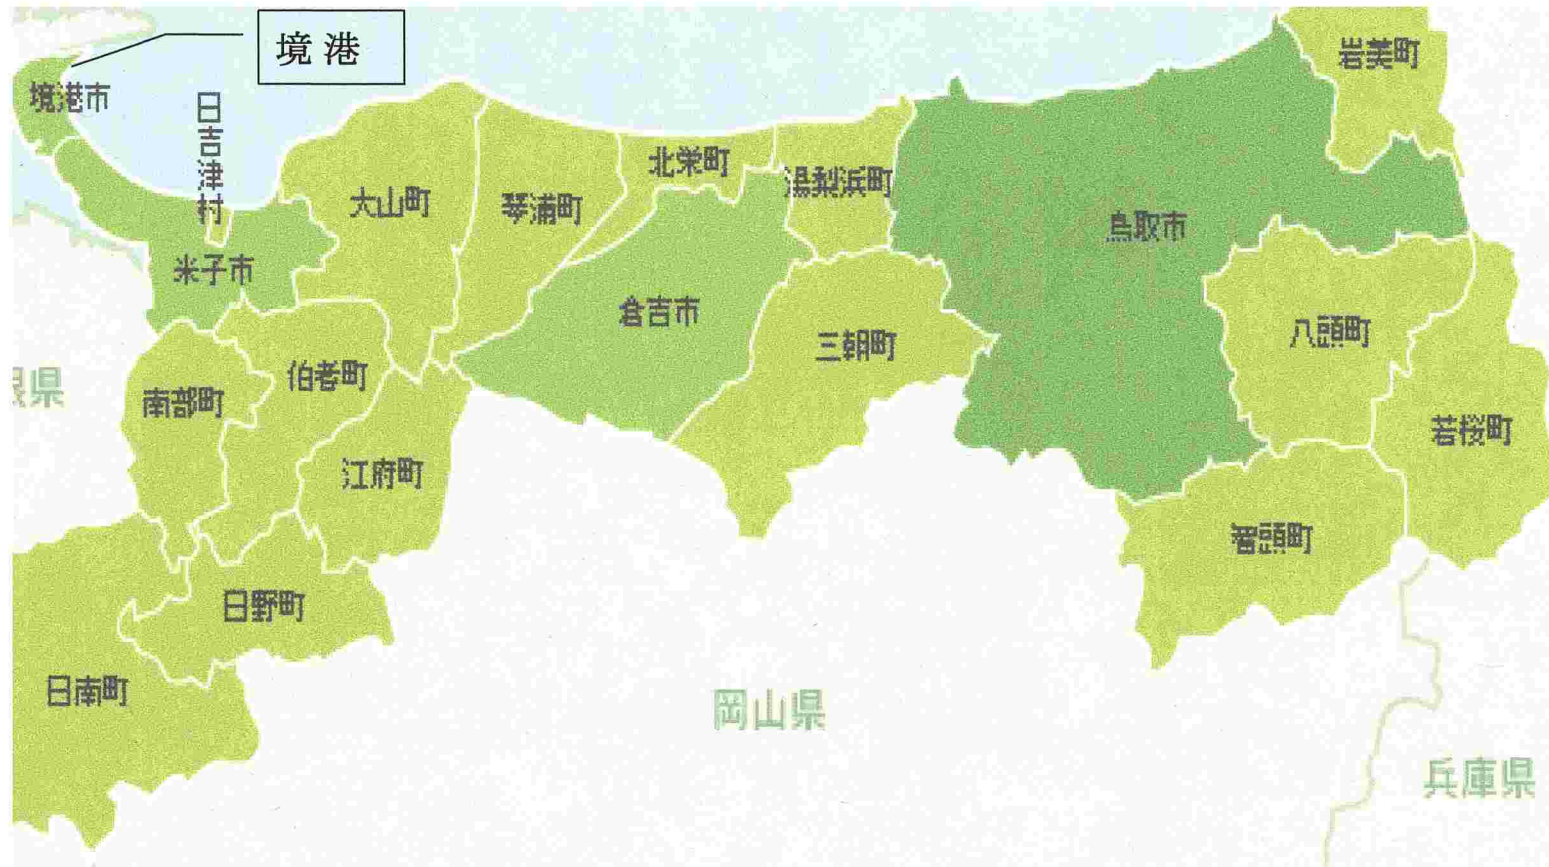 境港
岩美町
境港市
日吉津村
北栄町
湯梨浜町
大山町
琴浦町
鳥取市
米子市
倉吉市
三朝町
八頭町
伯耆町
南部町
根県
若桜町
江府町
智頭町
日野町
日南町
岡山県
兵庫県